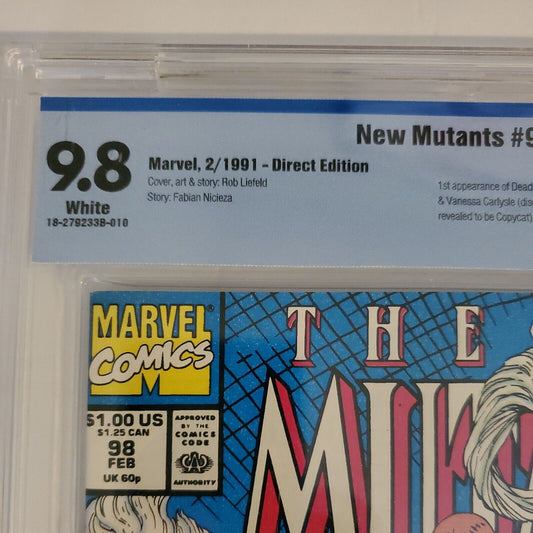 New Mutants #9
9.8
White
18-279233B-010
Marvel, 2/1991 - Direct Edition
Cover, art & story: Rob Liefeld
Story: Fabian Nicieza
1st appearance of Dead
& Vanessa Carlysle (dis
revealed to be Copycat)
MARVEL
COMICS
M
$1.00 US
$1.25 CAN
98
FEB
UK 60p
APPROVED
BY THE
COMICS
CODE
AUTHORITY
THE
MUT